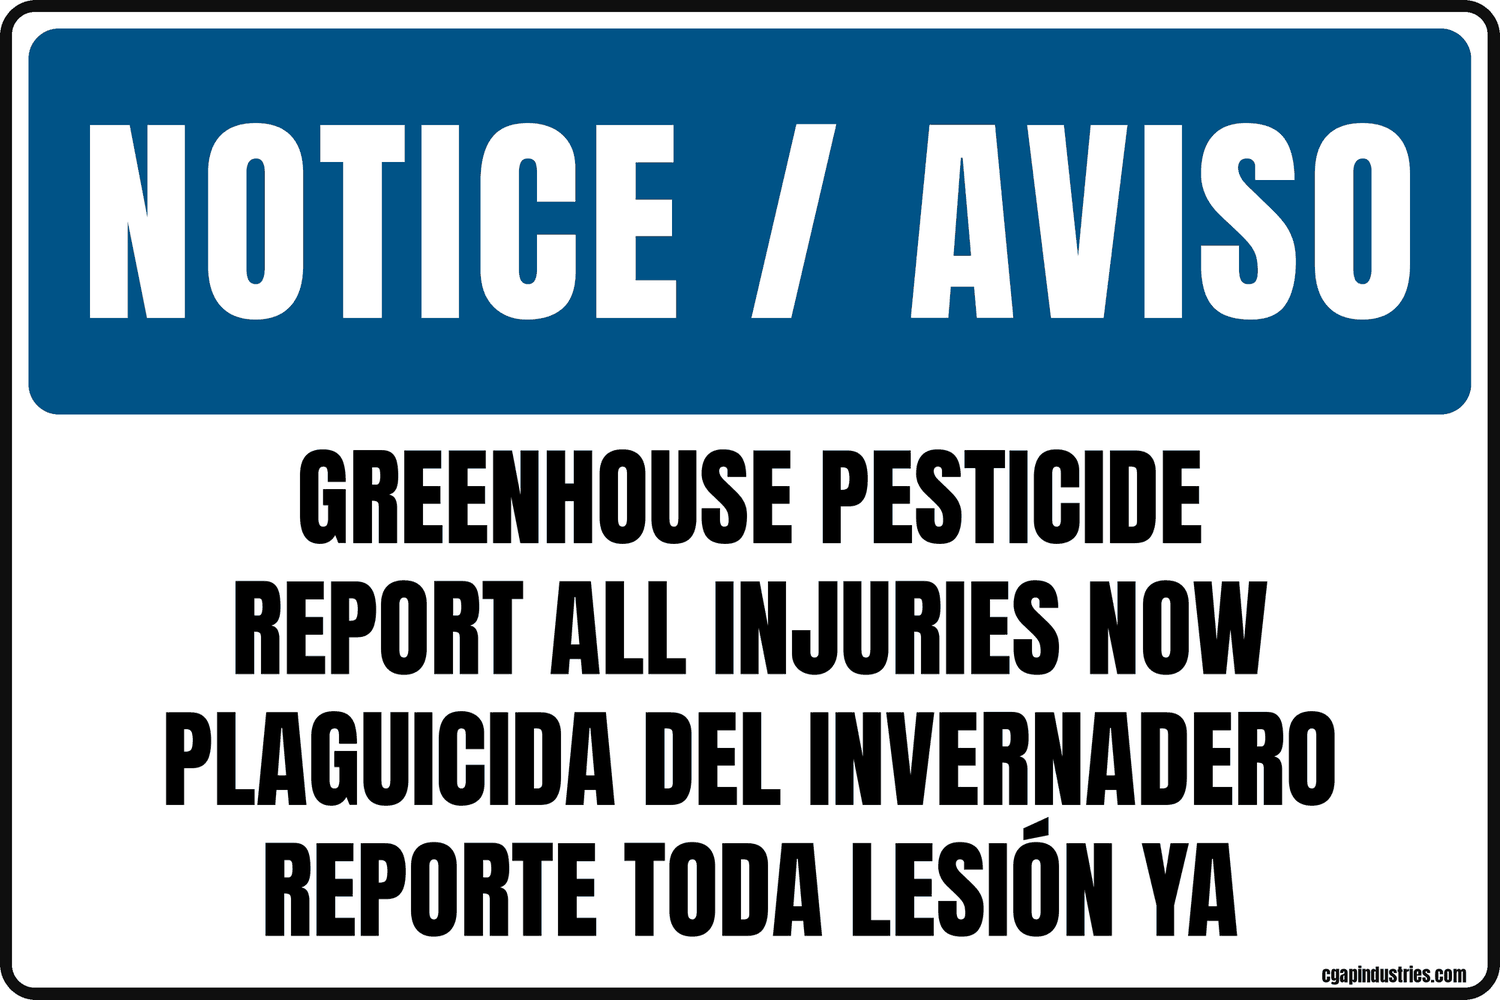 NOTICE / AVISO
GREENHOUSE PESTICIDE
REPORT ALL INJURIES NOW
PLAGUICIDA DEL INVERNADERO
REPORTE TODA LESIÓN YA
cgapindustries.com